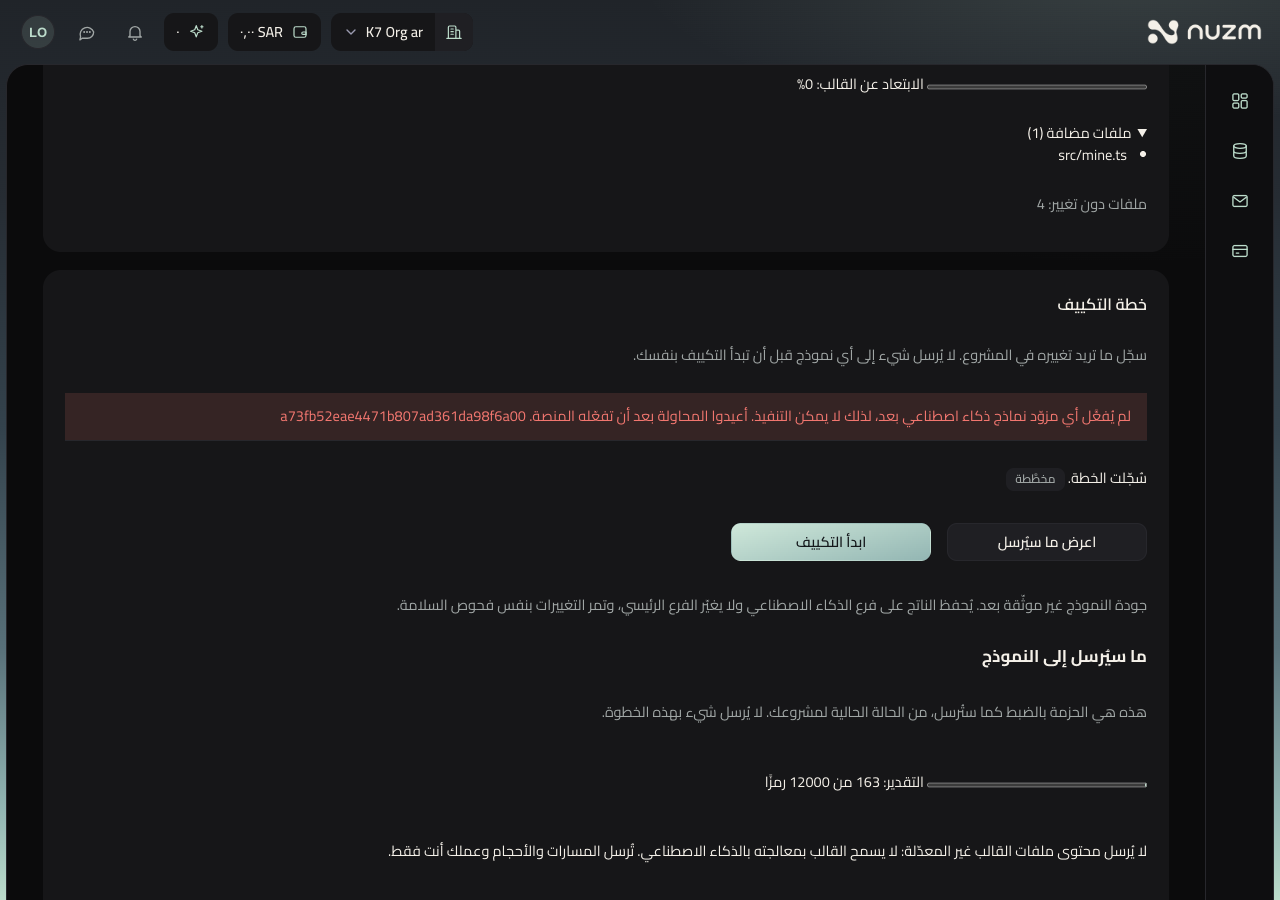 nuzm
K7 Org ar
٠,٠٠ SAR
٠
LO
الابتعاد عن القالب: 0%
ملفات مضافة (1)
src/mine.ts
ملفات دون تغيير: 4
خطة التكييف
سجّل ما تريد تغييره في المشروع. لا يُرسل شيء إلى أي نموذج قبل أن تبدأ التكييف بنفسك.
لم يُفعَّل أي مزوّد نماذج ذكاء اصطناعي بعد، لذلك لا يمكن التنفيذ. أعيدوا المحاولة بعد أن تفعّله المنصة. a73fb52eae4471b807ad361da98f6a00
سُجّلت الخطة. مخطَّطة
اعرض ما سيُرسل
ابدأ التكييف
جودة النموذج غير موثّقة بعد. يُحفظ الناتج على فرع الذكاء الاصطناعي ولا يغيّر الفرع الرئيسي، وتمر التغييرات بنفس فحوص السلامة.
ما سيُرسل إلى النموذج
هذه هي الحزمة بالضبط كما ستُرسل، من الحالة الحالية لمشروعك. لا يُرسل شيء بهذه الخطوة.
التقدير: 163 من 12000 رمزًا
لا يُرسل محتوى ملفات القالب غير المعدّلة: لا يسمح القالب بمعالجته بالذكاء الاصطناعي. تُرسل المسارات والأحجام وعملك أنت فقط.